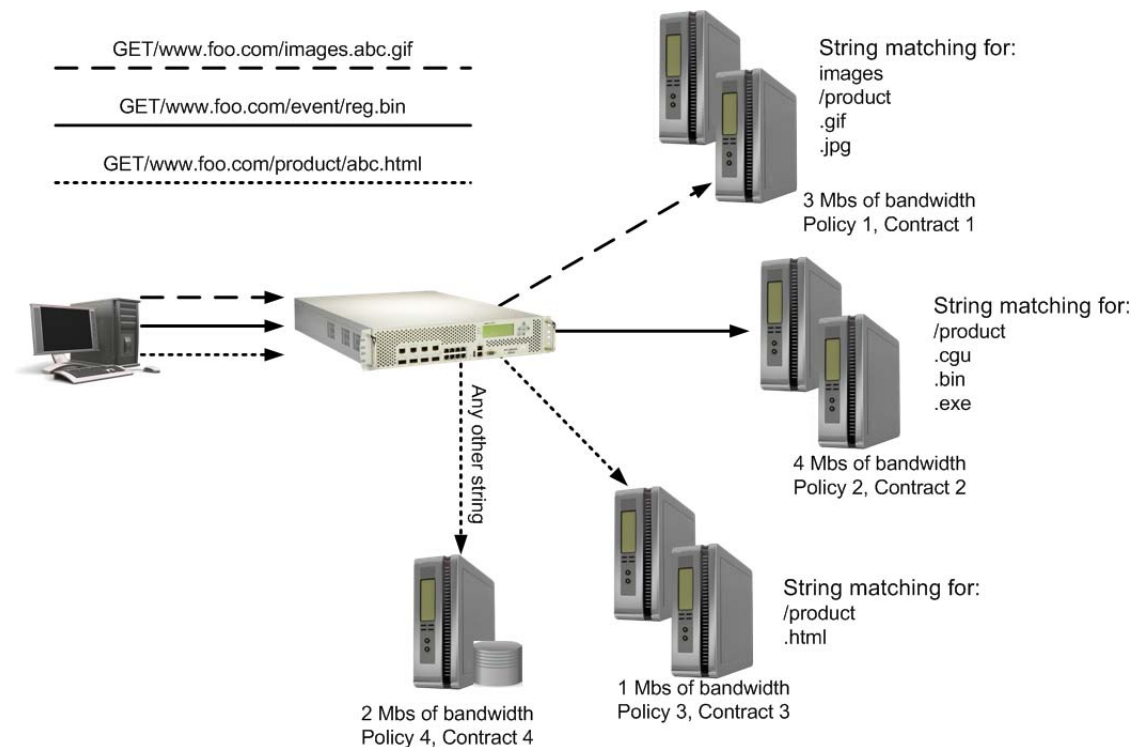 GET/www.foo.com/images.abc.gif
GET/www.foo.com/event/reg.bin
GET/www.foo.com/product/abc.html
String matching for:
images
/product
.gif
.jpg
3 Mbs of bandwidth
Policy 1, Contract 1
String matching for:
/product
.cgu
.bin
.exe
4 Mbs of bandwidth
Policy 2, Contract 2
Any other string
String matching for:
/product
.html
1 Mbs of bandwidth
Policy 3, Contract 3
2 Mbs of bandwidth
Policy 4, Contract 4